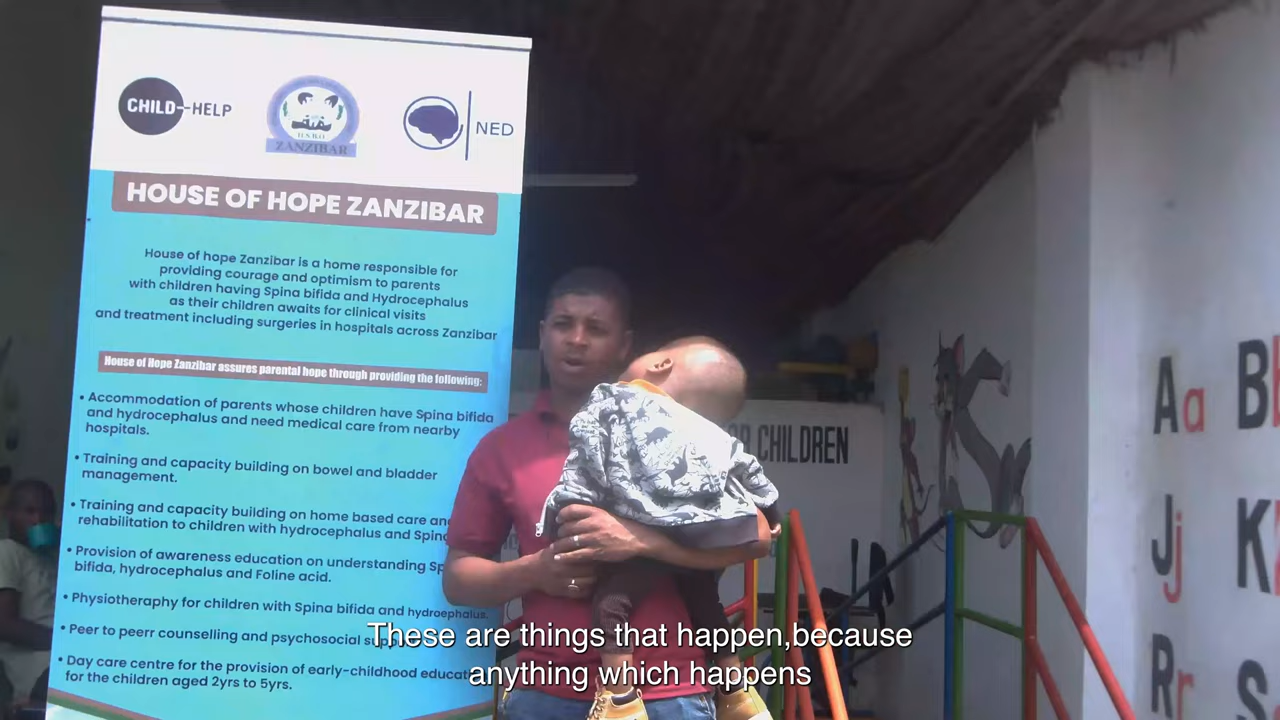 CHILD-HELP
ZANZIBAR
NED
HOUSE OF HOPE ZANZIBAR
House of hope Zanzibar is a home responsible for
providing courage and optimism to parents
with children having Spina bifida and Hydrocephalus
as their children awaits for clinical visits
and treatment including surgeries in hospitals across Zanzibar
House of Hope Zanzibar assures parental hope through providing the following:
• Accommodation of parents whose children have Spina bifida
and hydrocephalus and need medical care from nearby
hospitals.
• Training and capacity building on bowel and bladder
management.
• Training and capacity building on home based care and
rehabilitation to children with hydrocephalus and Spina
• Provision of awareness education on understanding Sp
bifida, hydrocephalus and Foline acid.
• Physiotheraphy for children with Spina bifida and hydroephalus.
• Peer to peerr counselling and psychosocial su
• Day care centre for the provision of early-childhood educat
for the children aged 2yrs to 5yrs.
OR CHILDREN
Aa B
Jj K
Rr S
These are things that happen,because
anything which happens